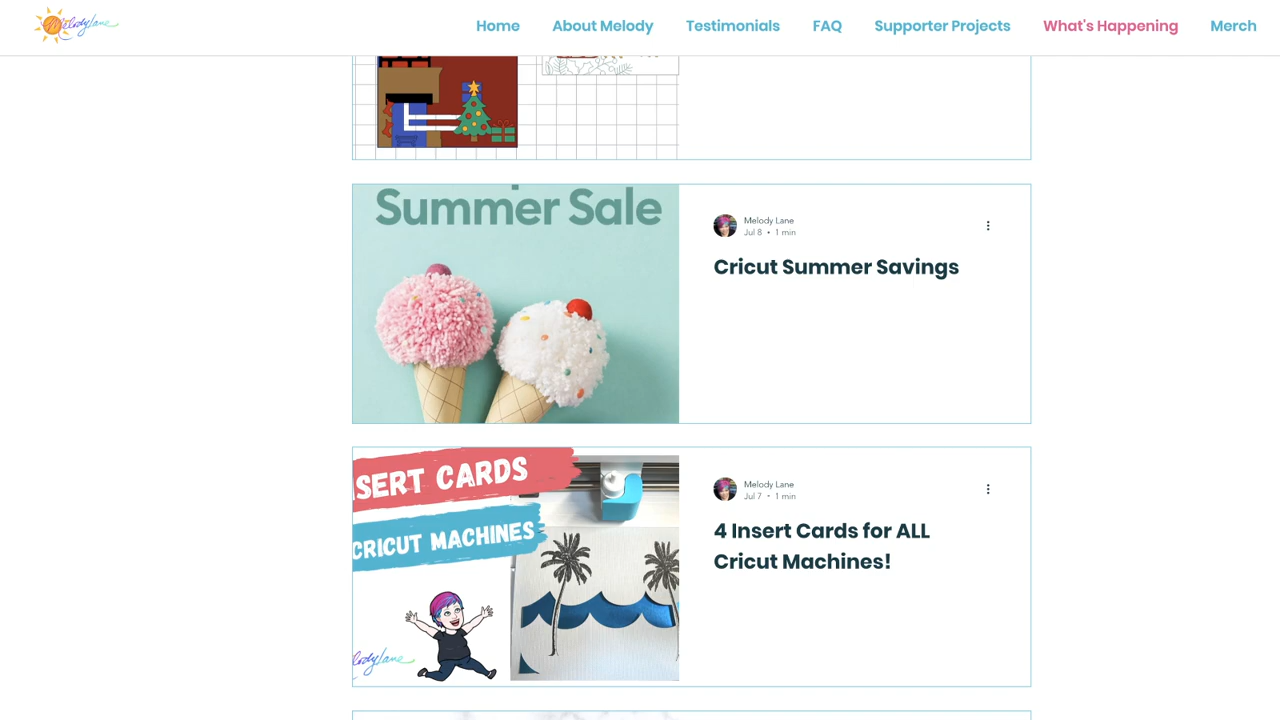 MelodyLane
Home
About Melody
Testimonials
FAQ
Supporter Projects
What's Happening
Merch
Summer Sale
Melody Lane
Jul 8 • 1 min
Cricut Summer Savings
SERT CARDS
CRICUT MACHINES
Melody Lane
Jul 7 • 1 min
4 Insert Cards for ALL
Cricut Machines!
lodyLane